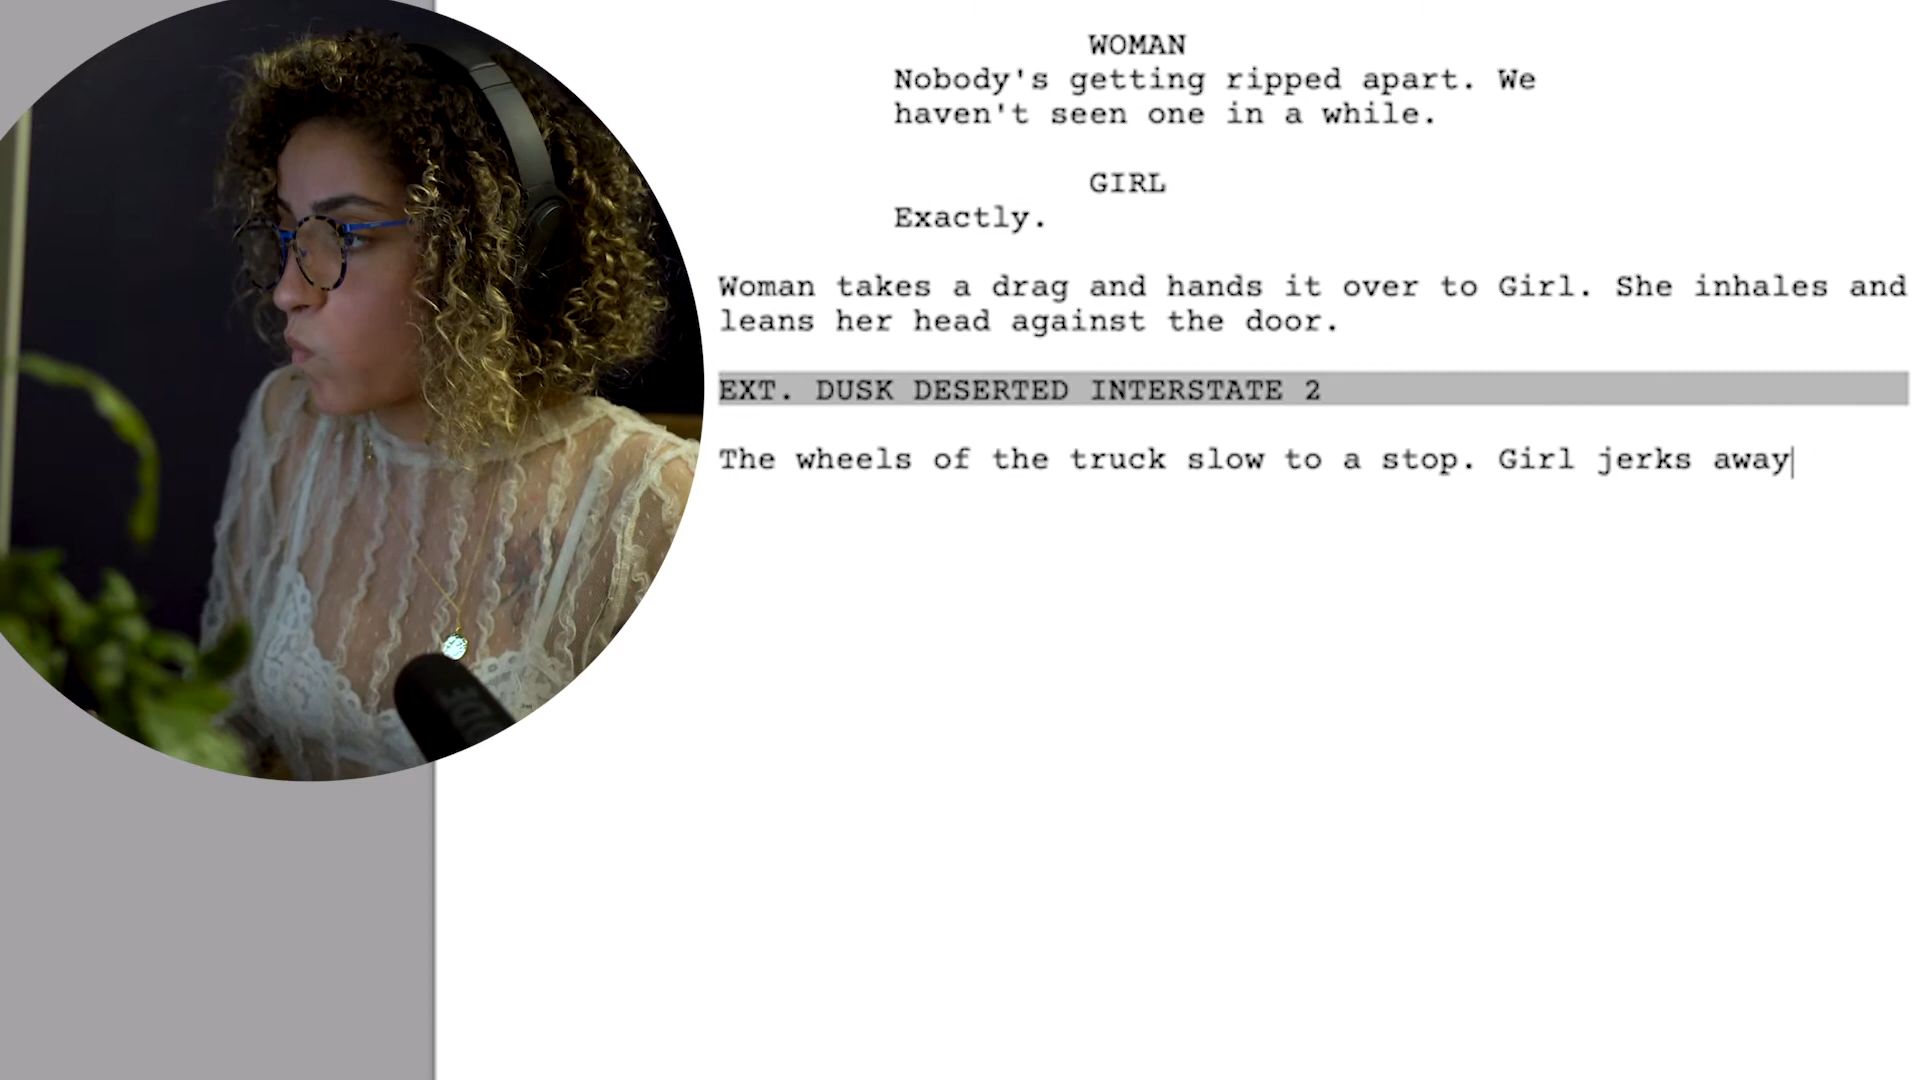 WOMAN
Nobody's getting ripped apart. We
haven't seen one in a while.
GIRL
Exactly.
Woman takes a drag and hands it over to Girl. She inhales and
leans her head against the door.
EXT. DUSK DESERTED INTERSTATE 2
The wheels of the truck slow to a stop. Girl jerks away
RODE